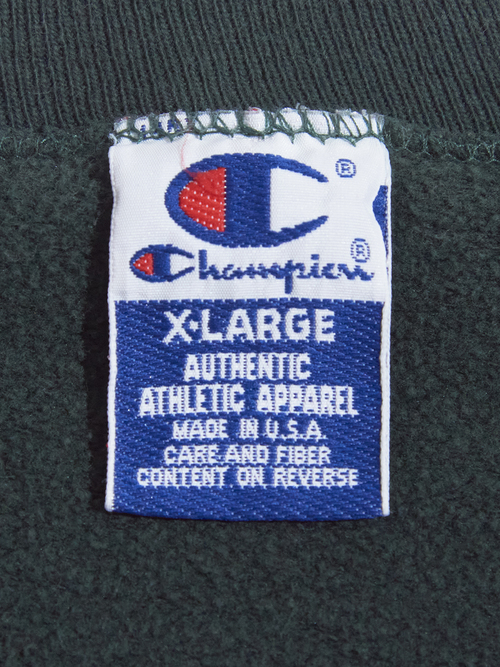 ®
Champion®
X-LARGE
AUTHENTIC
ATHLETIC APPAREL
MADE IN U.S.A.
CARE AND FIBER
CONTENT ON REVERSE